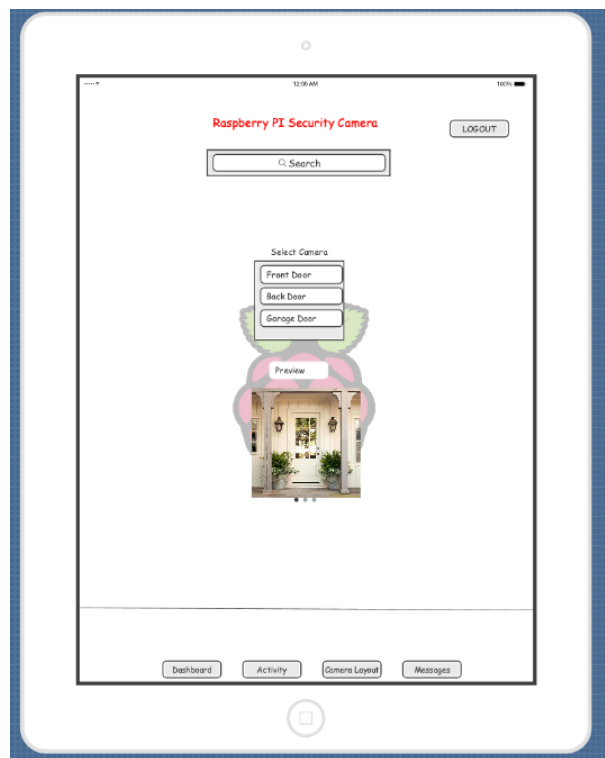 12:00 AM
100%
Raspberry PI Security Camera
LOGOUT
Search
Select Camera
Front Door
Back Door
Garage Door
Preview
Dashboard
Activity
Camera Layout
Messages